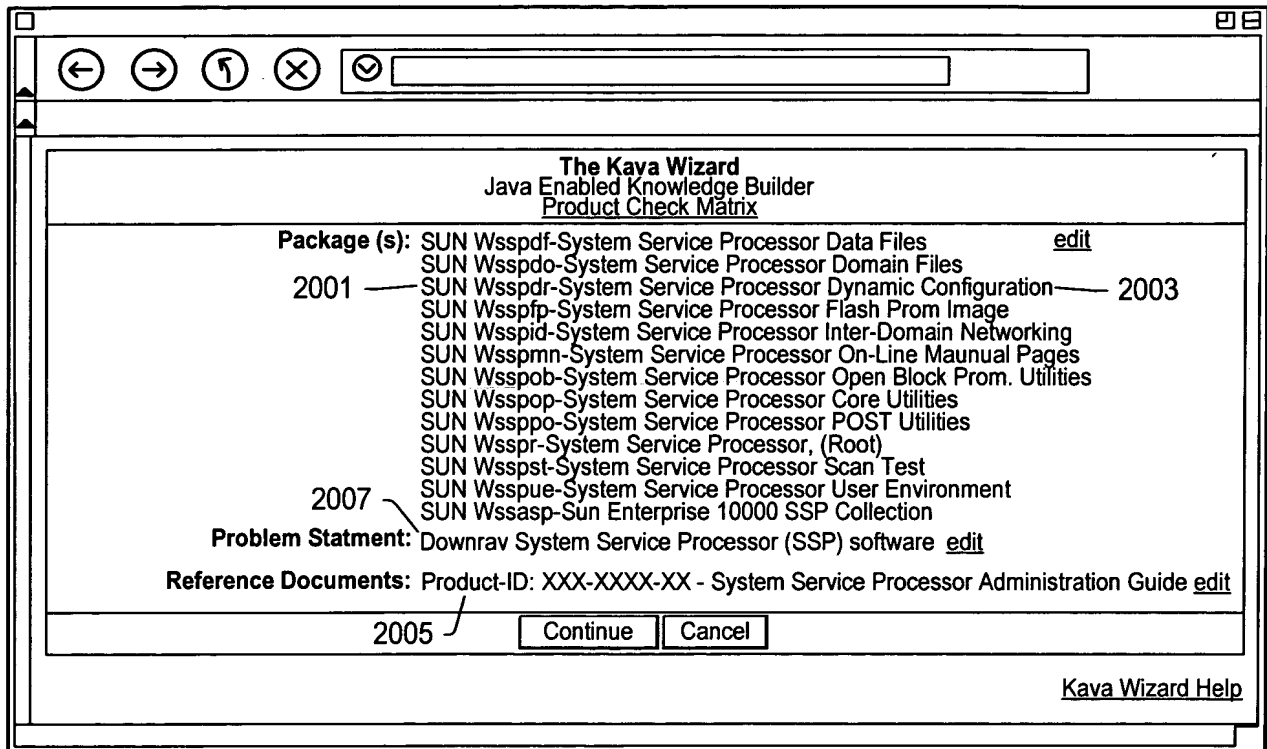 The Kava Wizard
Java Enabled Knowledge Builder
Product Check Matrix
Package (s): SUN Wsspdf-System Service Processor Data Files edit
SUN Wsspdo-System Service Processor Domain Files
2001 SUN Wsspdr-System Service Processor Dynamic Configuration 2003
SUN Wsspfp-System Service Processor Flash Prom Image
SUN Wsspid-System Service Processor Inter-Domain Networking
SUN Wsspmn-System Service Processor On-Line Maunual Pages
SUN Wsspob-System Service Processor Open Block Prom. Utilities
SUN Wsspop-System Service Processor Core Utilities
SUN Wssppo-System Service Processor POST Utilities
SUN Wsspr-System Service Processor, (Root)
SUN Wsspst-System Service Processor Scan Test
SUN Wsspue-System Service Processor User Environment
2007 SUN Wssasp-Sun Enterprise 10000 SSP Collection
Problem Statment: Downrav System Service Processor (SSP) software edit
Reference Documents: Product-ID: XXX-XXXX-XX - System Service Processor Administration Guide edit
2005 Continue Cancel
Kava Wizard Help